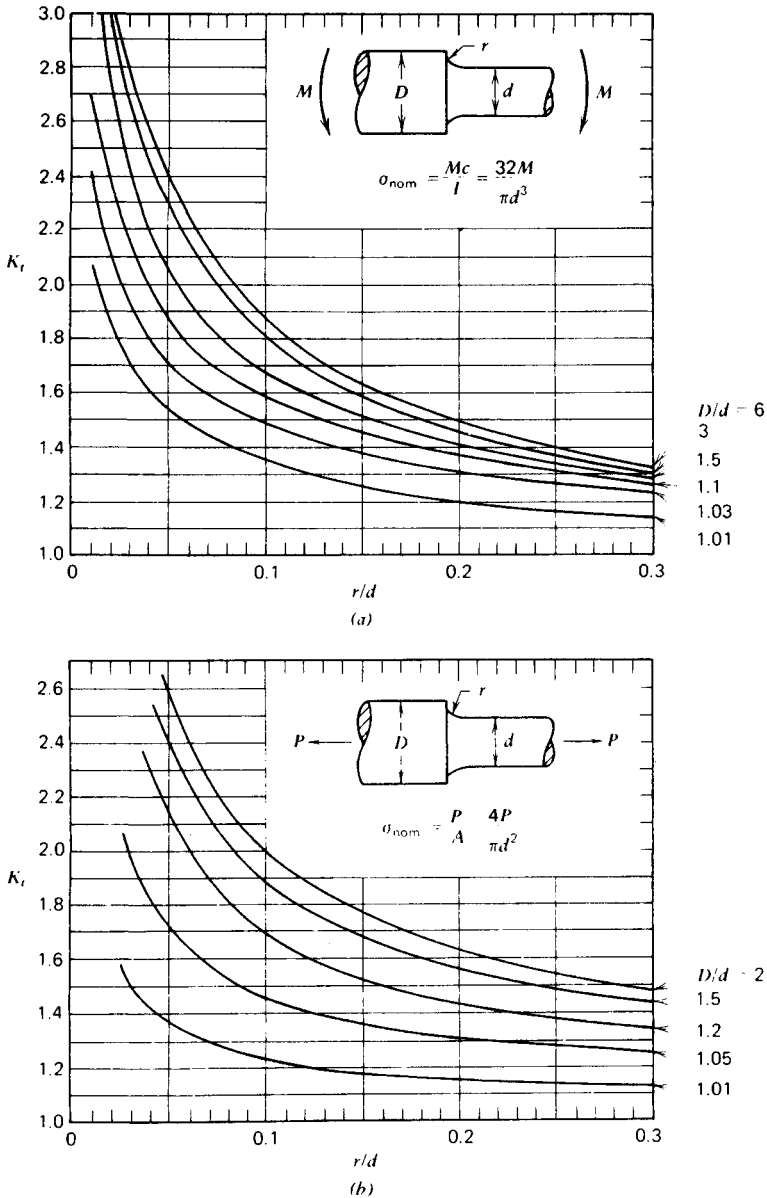 3.0
2.8
2.6
2.4
2.2
K_t
2.0
1.8
1.6
1.4
1.2
1.0
M
D
r
d
M
σ_nom = Mc/I = 32M/πd³
D/d = 6
3
1.5
1.1
1.03
1.01
0
0.1
0.2
0.3
r/d
(a)
2.6
2.4
2.2
2.0
K_t
1.8
1.6
1.4
1.2
1.0
P
D
r
d
P
σ_nom = P/A 4P/πd²
D/d = 2
1.5
1.2
1.05
1.01
0
0.1
0.2
0.3
r/d
(b)